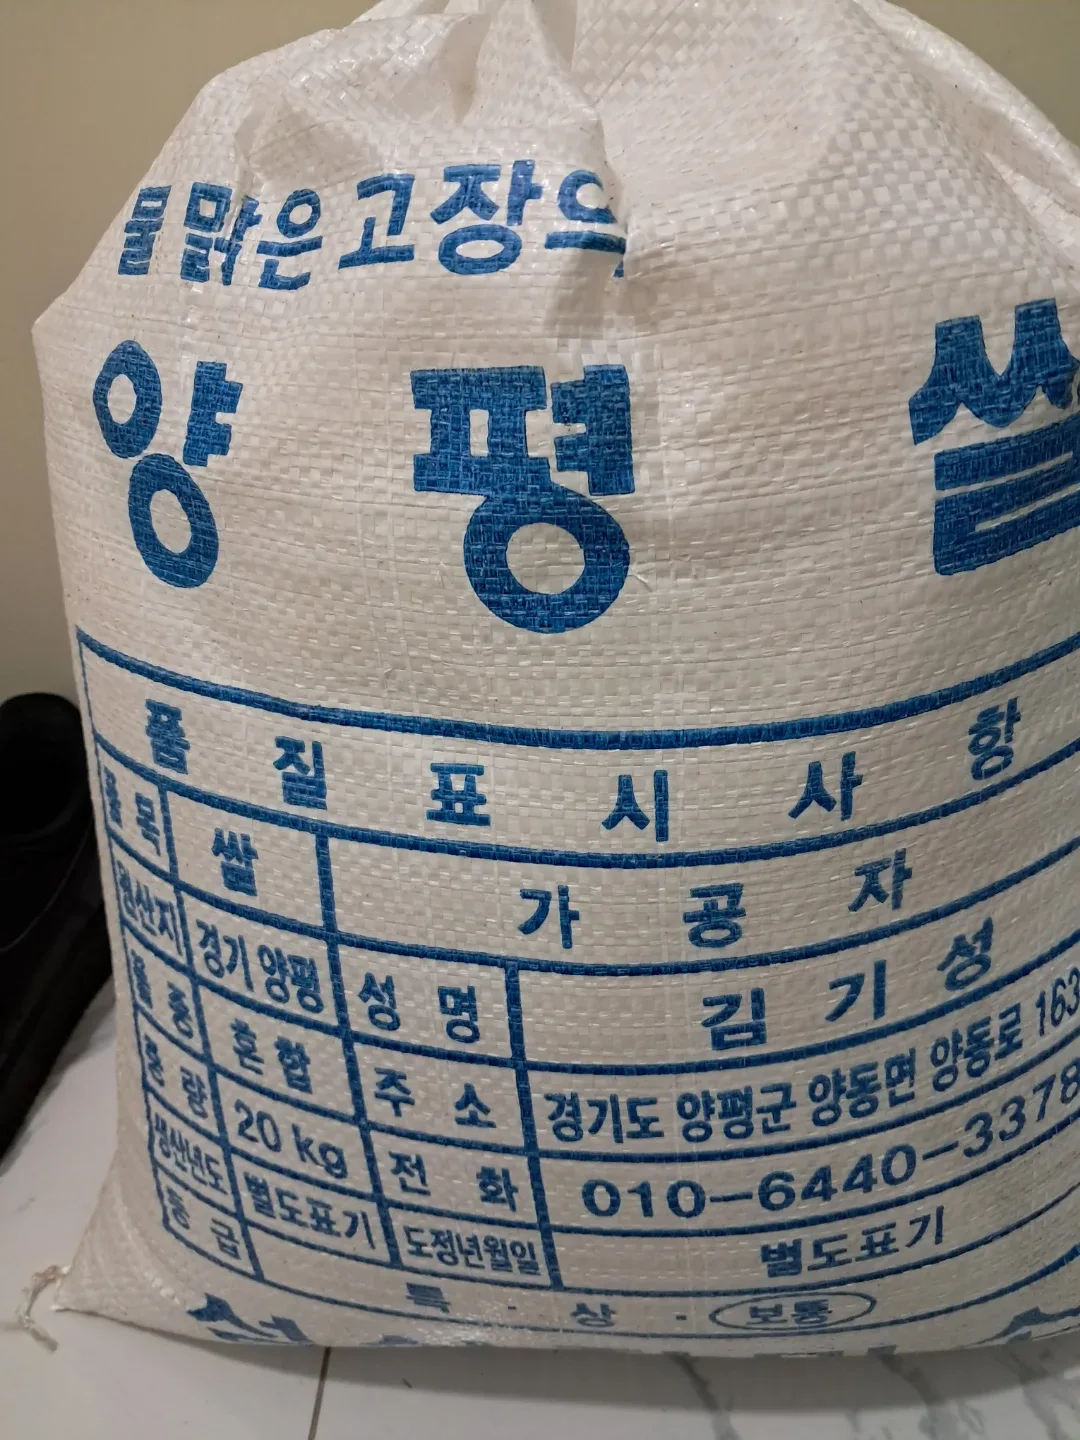 물 맑은 고장의
양평쌀
품질표시사항
품목 쌀 가공자
원산지 경기 양평 성명 김기성
품종 혼합 주소 경기도 양평군 양동면 양동로 163
중량 20 kg 전화 010-6440-3378
생산년도 별도표기 도정년월일 별도표기
등급 특 · 상 · 보통